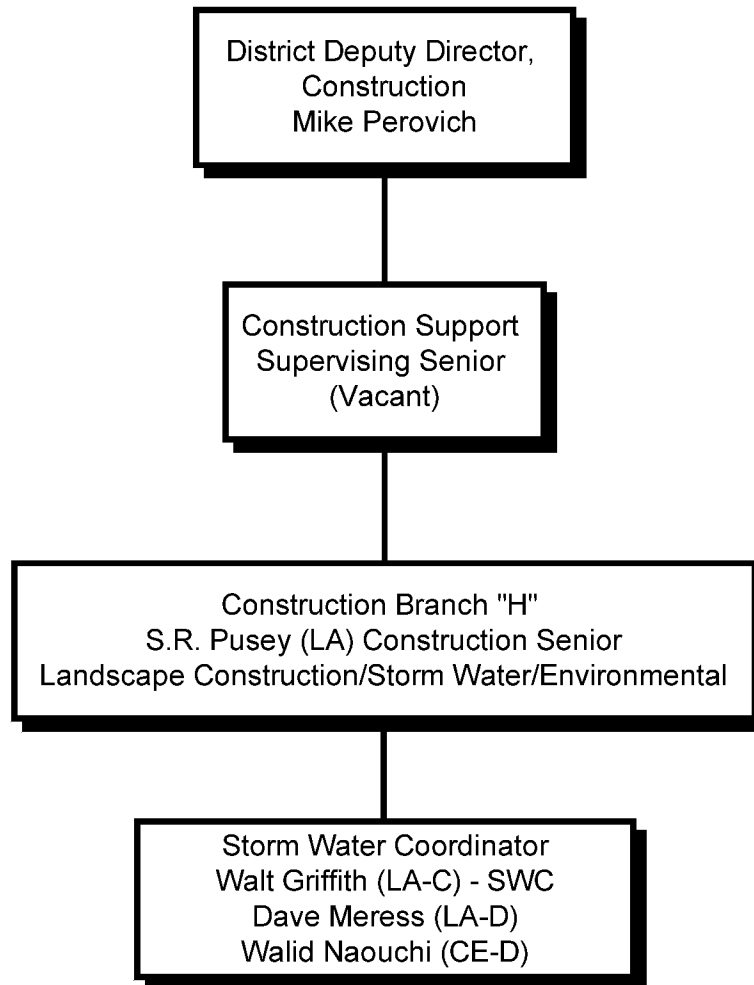 District Deputy Director,
Construction
Mike Perovich
Construction Support
Supervising Senior
(Vacant)
Construction Branch "H"
S.R. Pusey (LA) Construction Senior
Landscape Construction/Storm Water/Environmental
Storm Water Coordinator
Walt Griffith (LA-C) - SWC
Dave Meress (LA-D)
Walid Naouchi (CE-D)